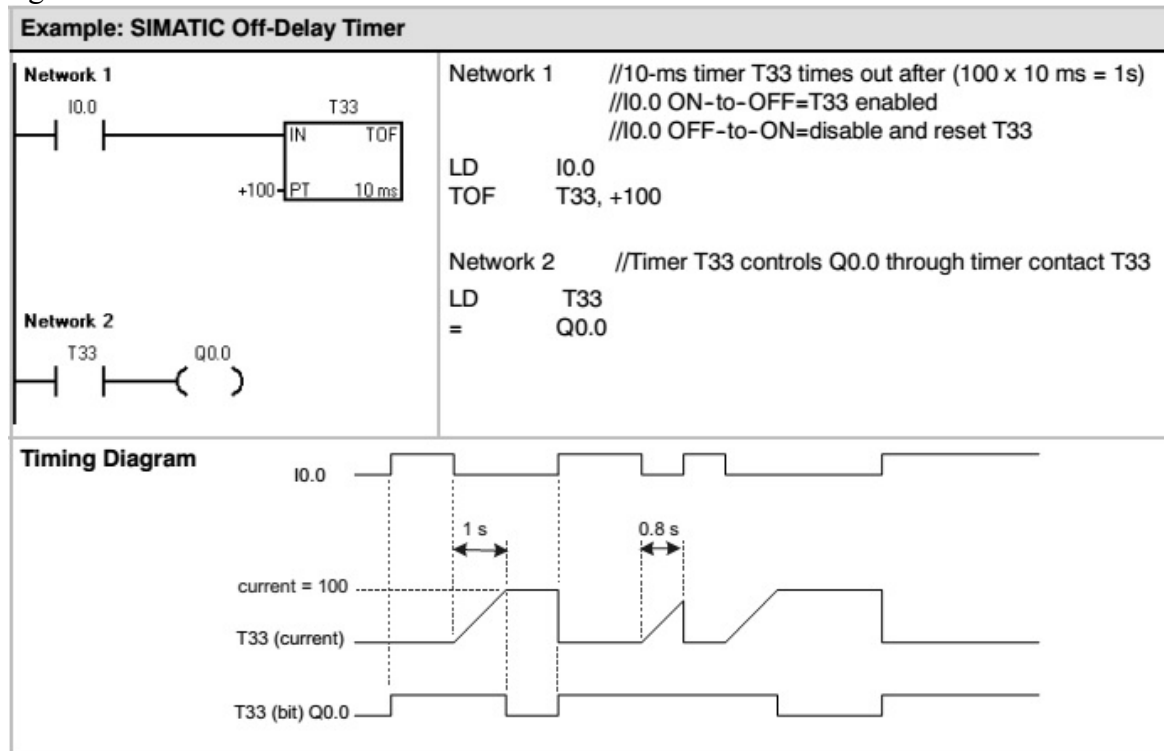 Example: SIMATIC Off-Delay Timer
Network 1
I0.0
T33
IN TOF
+100 PT 10 ms
Network 2
T33 Q0.0
Network 1 //10-ms timer T33 times out after (100 x 10 ms = 1s)
//I0.0 ON-to-OFF=T33 enabled
//I0.0 OFF-to-ON=disable and reset T33
LD I0.0
TOF T33, +100
Network 2 //Timer T33 controls Q0.0 through timer contact T33
LD T33
= Q0.0
Timing Diagram
I0.0
1 s 0.8 s
current = 100
T33 (current)
T33 (bit) Q0.0